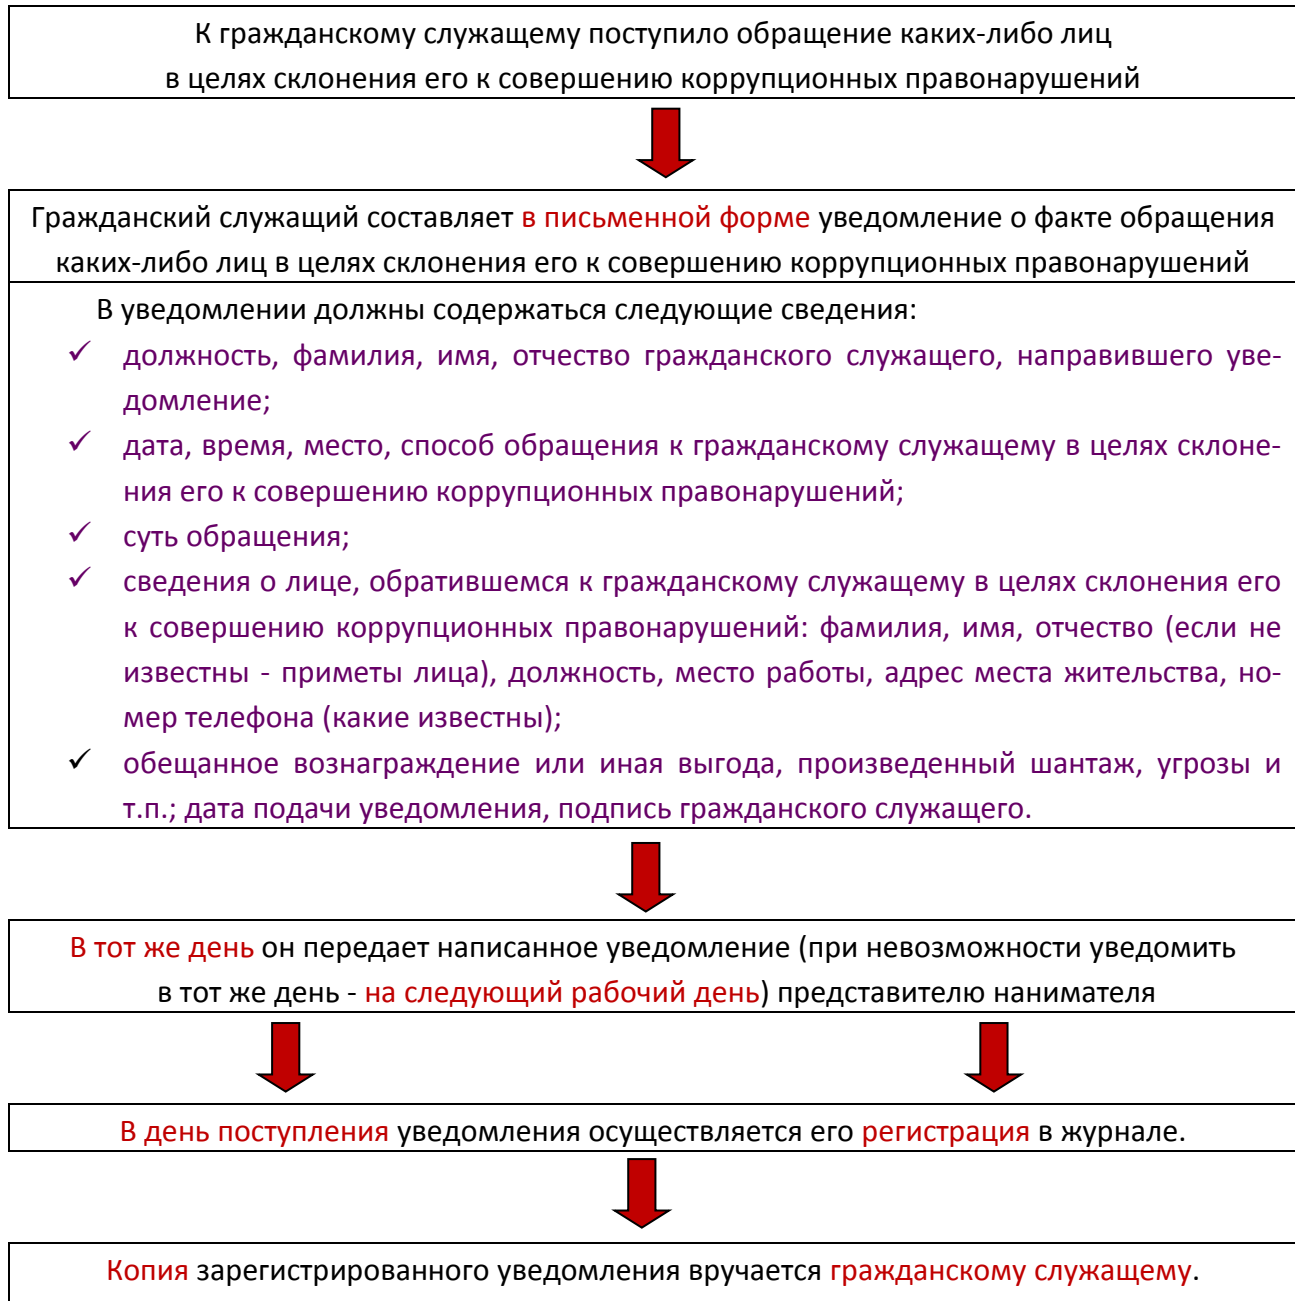 К гражданскому служащему поступило обращение каких-либо лиц
в целях склонения его к совершению коррупционных правонарушений
Гражданский служащий составляет в письменной форме уведомление о факте обращения
каких-либо лиц в целях склонения его к совершению коррупционных правонарушений
В уведомлении должны содержаться следующие сведения:
✓ должность, фамилия, имя, отчество гражданского служащего, направившего уве-
домление;
✓ дата, время, место, способ обращения к гражданскому служащему в целях склоне-
ния его к совершению коррупционных правонарушений;
✓ суть обращения;
✓ сведения о лице, обратившемся к гражданскому служащему в целях склонения его
к совершению коррупционных правонарушений: фамилия, имя, отчество (если не
известны - приметы лица), должность, место работы, адрес места жительства, но-
мер телефона (какие известны);
✓ обещанное вознаграждение или иная выгода, произведенный шантаж, угрозы и
т.п.; дата подачи уведомления, подпись гражданского служащего.
В тот же день он передает написанное уведомление (при невозможности уведомить
в тот же день - на следующий рабочий день) представителю нанимателя
В день поступления уведомления осуществляется его регистрация в журнале.
Копия зарегистрированного уведомления вручается гражданскому служащему.